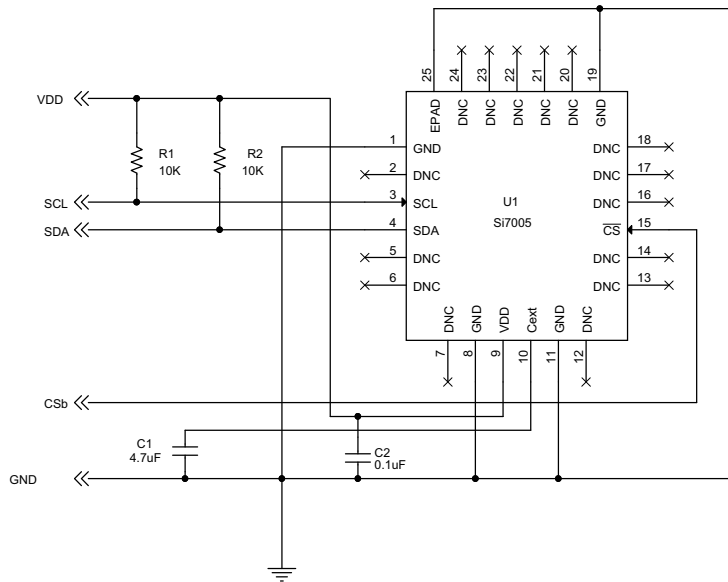 25
EPAD
24
DNC
23
DNC
22
DNC
21
DNC
20
DNC
19
GND
VDD
R1
10K
R2
10K
1
GND
2
DNC
SCL
3
SCL
SDA
4
SDA
5
DNC
6
DNC
U1
Si7005
DNC
18
DNC
17
DNC
16
CS
15
DNC
14
DNC
13
DNC
7
GND
8
VDD
9
Cext
10
GND
11
DNC
12
CSb
C1
4.7uF
C2
0.1uF
GND